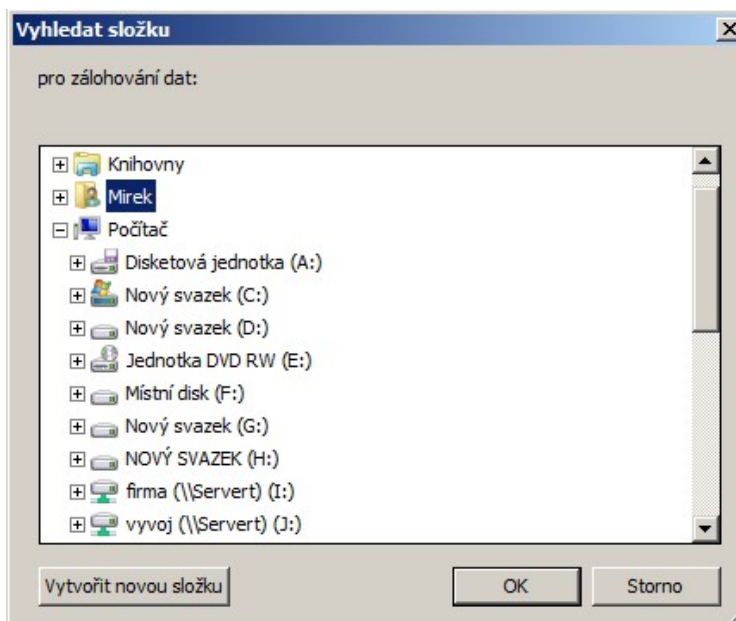 Vyhledat složku
pro zálohování dat:
Knihovny
Mirek
Počítač
Disketová jednotka (A:)
Nový svazek (C:)
Nový svazek (D:)
Jednotka DVD RW (E:)
Místní disk (F:)
Nový svazek (G:)
NOVÝ SVAZEK (H:)
firma (\\Servert) (I:)
vyvoj (\\Servert) (J:)
Vytvořit novou složku OK Storno